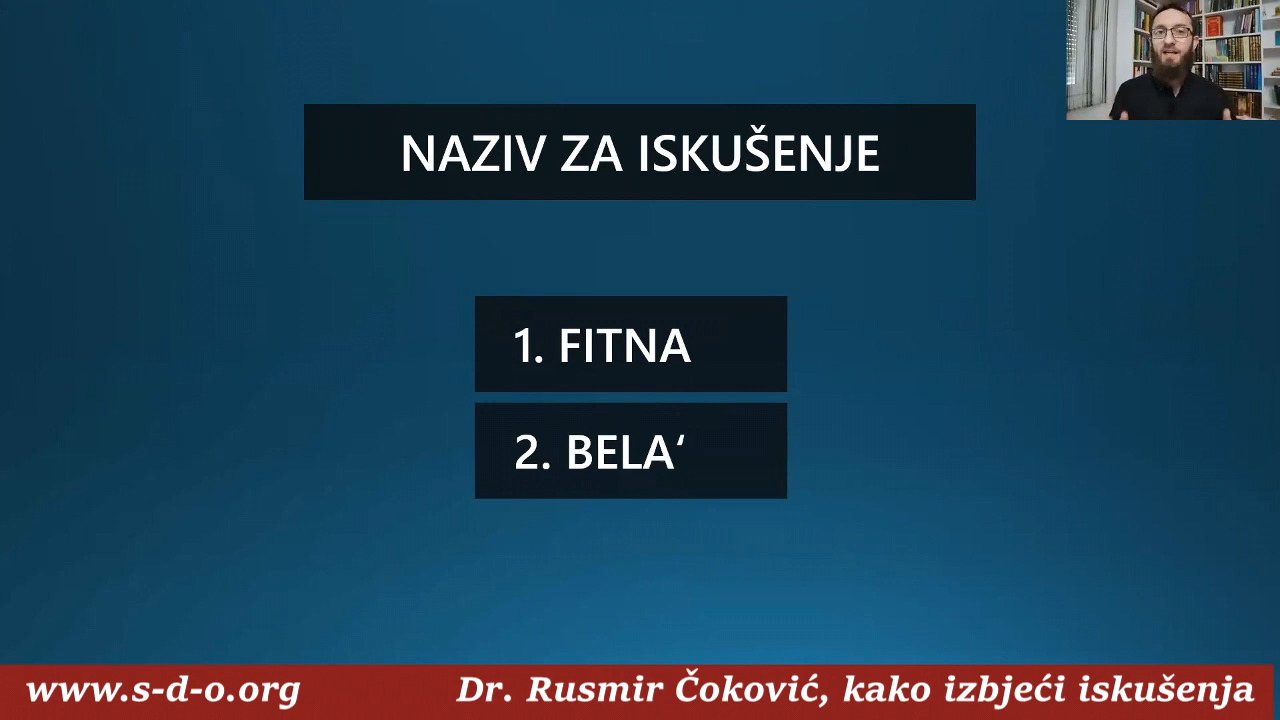 NAZIV ZA ISKUŠENJE
1. FITNA
2. BELA‘
www.s-d-o.org
Dr. Rusmir Čoković, kako izbjeći iskušenja